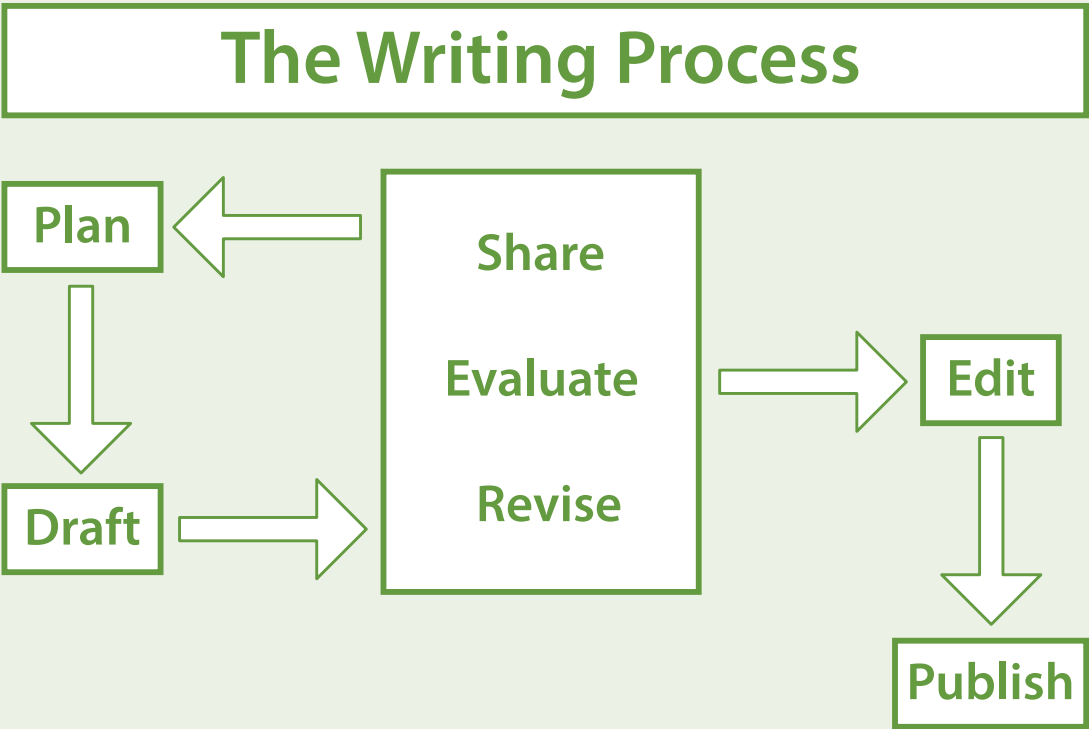 The Writing Process
Plan
Draft
Share
Evaluate
Revise
Edit
Publish